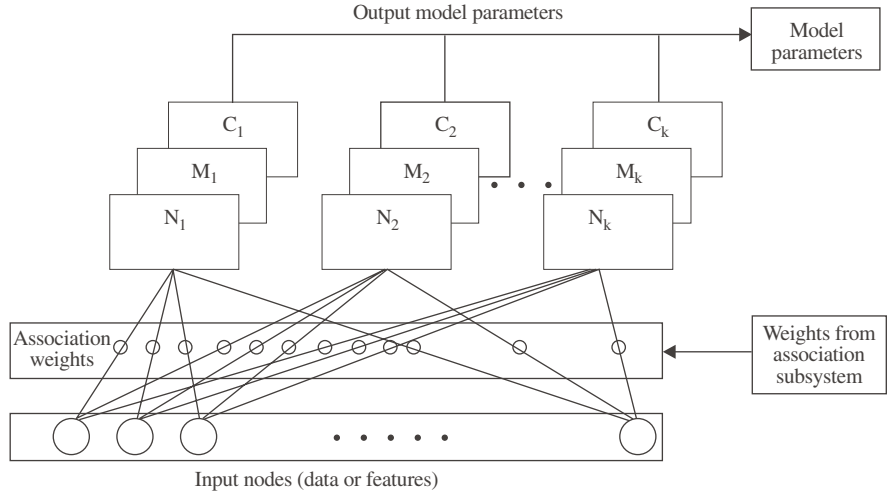 Output model parameters
Model
parameters
C1
C2
Ck
M1
M2
Mk
N1
N2
Nk
Association
weights
Weights from
association
subsystem
Input nodes (data or features)